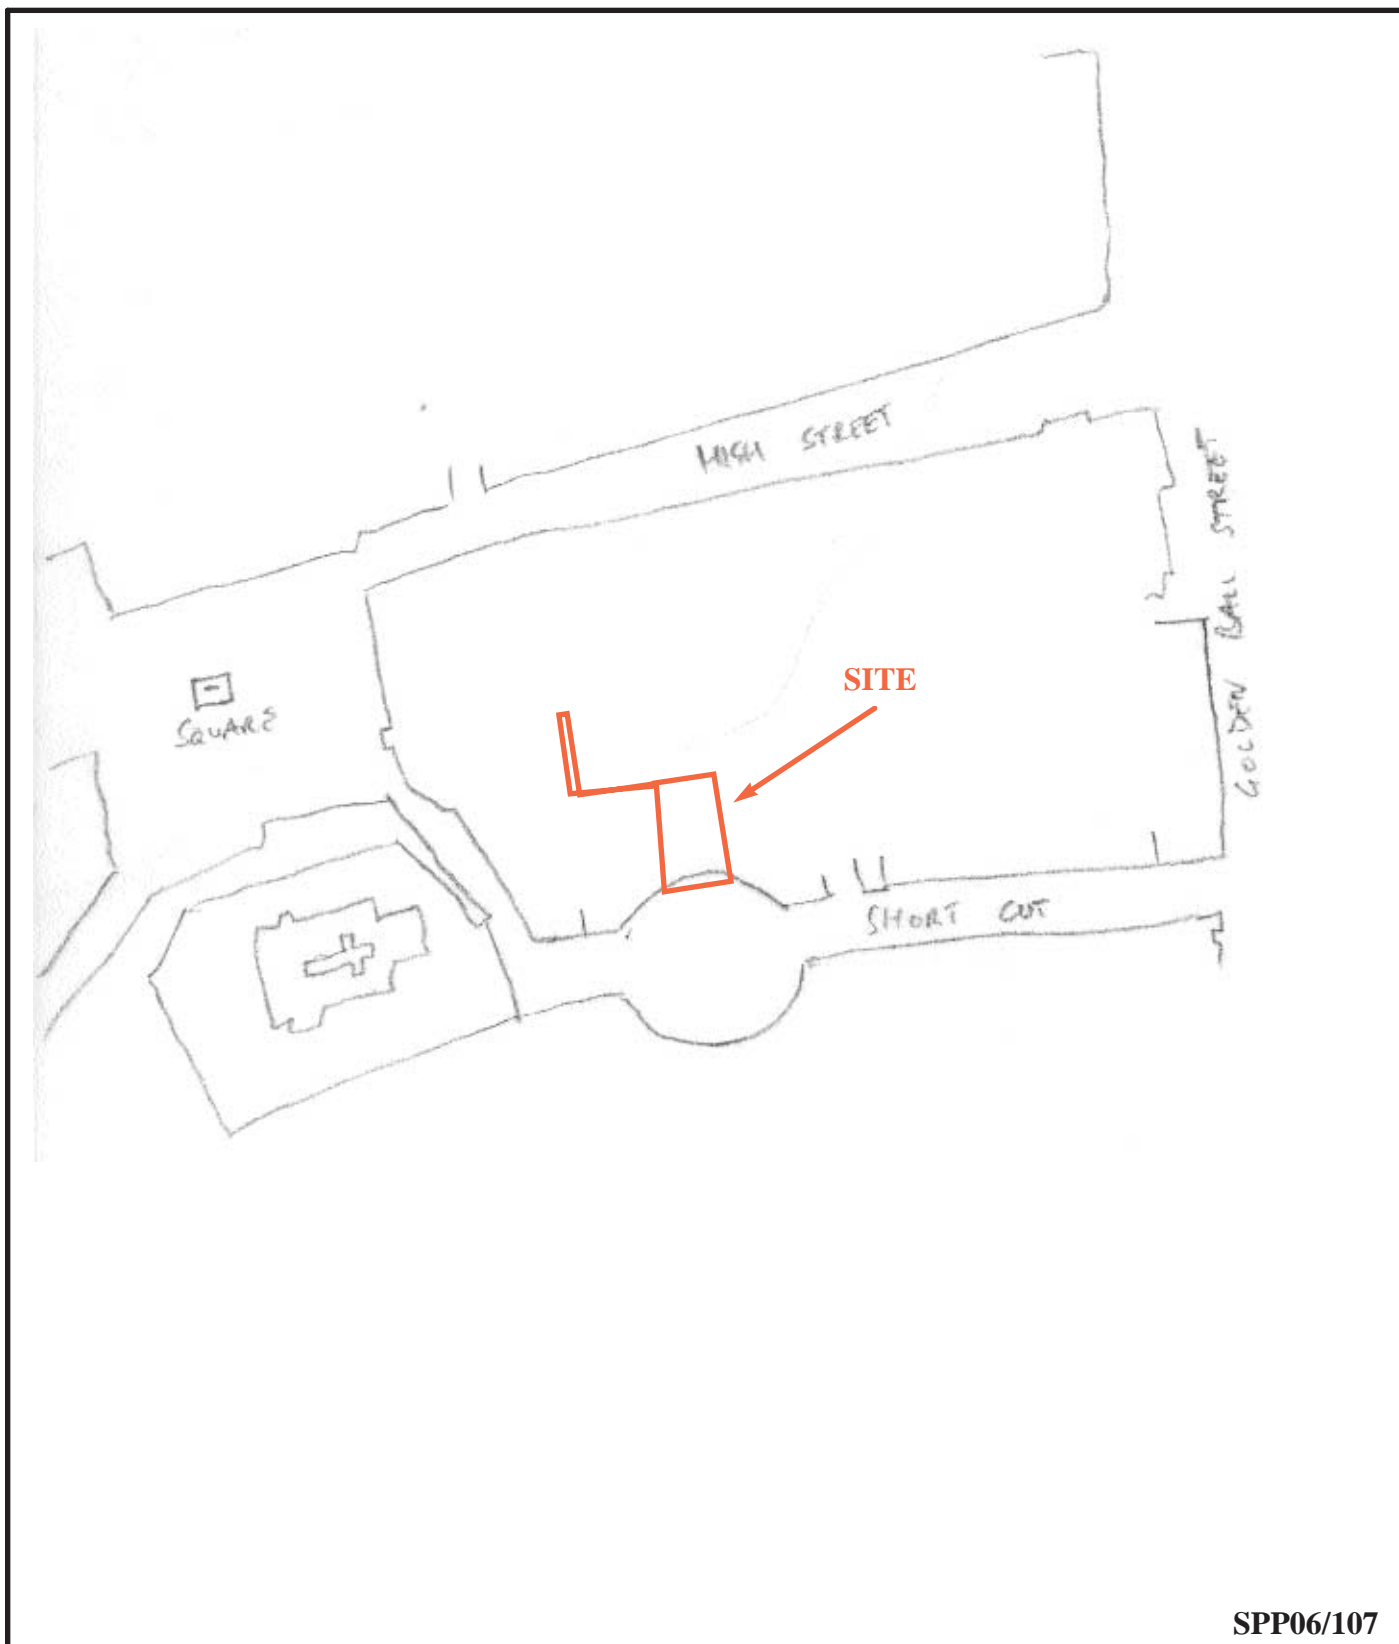 HIGH STREET
GOLDEN BALL STREET
SITE
SQUARE
SHORT CUT
SPP06/107